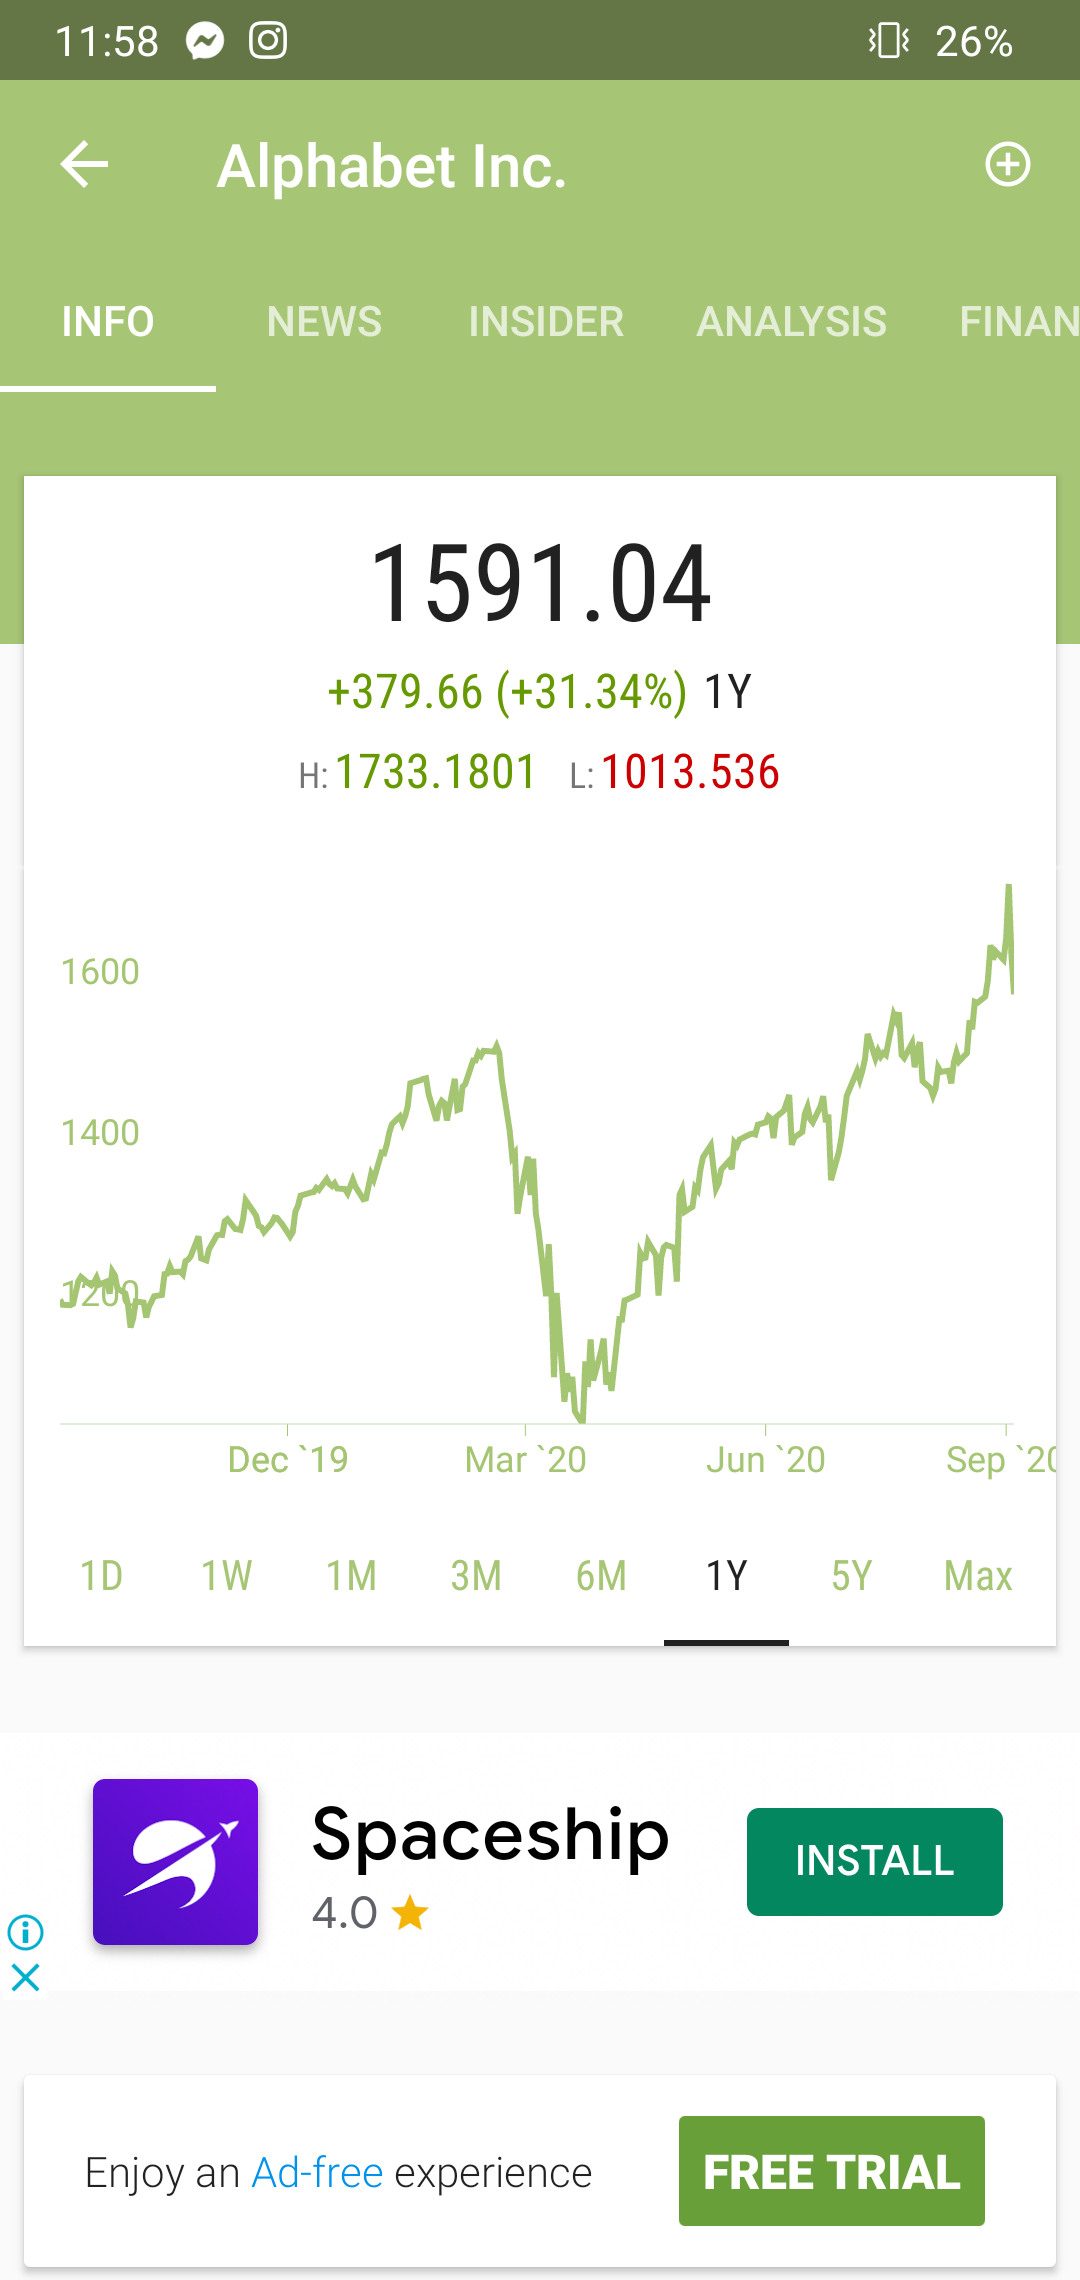 11:58 26%
Alphabet Inc.
INFO NEWS INSIDER ANALYSIS FINAN
1591.04
+379.66 (+31.34%) 1Y
H: 1733.1801 L: 1013.536
1600
1400
1200
Dec `19 Mar `20 Jun `20 Sep `20
1D 1W 1M 3M 6M 1Y 5Y Max
Spaceship
4.0
INSTALL
Enjoy an Ad-free experience
FREE TRIAL